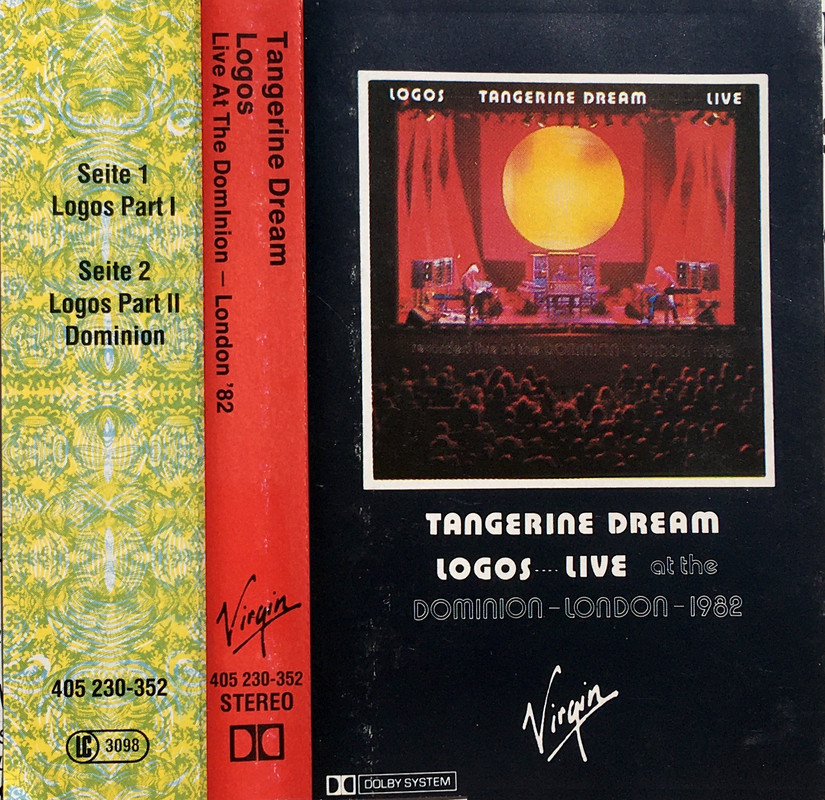 Seite 1
Logos Part I
Seite 2
Logos Part II
Dominion
405 230-352
LC 3098
Tangerine Dream
Logos
Live At The DomInion – London '82
Virgin
405 230-352
STEREO
LOGOS TANGERINE DREAM LIVE
recorded live at the DOMINION - LONDON - 1982
TANGERINE DREAM
LOGOS···· LIVE at the
DOMINION – LONDON – 1982
Virgin
DOLBY SYSTEM